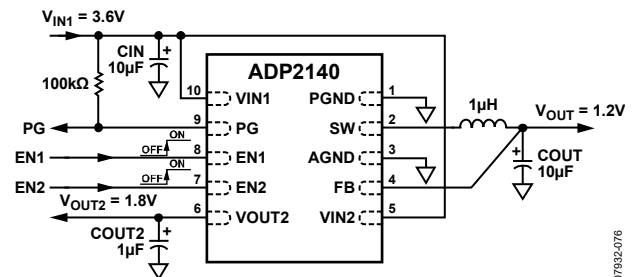 VIN1 = 3.6V
CIN
10µF
100kΩ
ADP2140
10 VIN1
PGND 1
1µH
VOUT = 1.2V
PG
9 PG
SW 2
EN1
OFF ON
8 EN1
AGND 3
COUT
10µF
EN2
OFF ON
7 EN2
FB 4
VOUT2 = 1.8V
6 VOUT2
VIN2 5
COUT2
1µF
07932-076